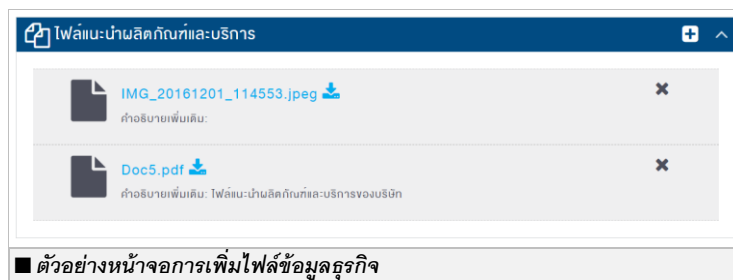 ไฟล์แนะนำผลิตภัณฑ์และบริการ
IMG_20161201_114553.jpeg
คำอธิบายเพิ่มเติม:
Doc5.pdf
คำอธิบายเพิ่มเติม: ไฟล์แนะนำผลิตภัณฑ์และบริการของบริษัท
■ ตัวอย่างหน้าจอการเพิ่มไฟล์ข้อมูลธุรกิจ